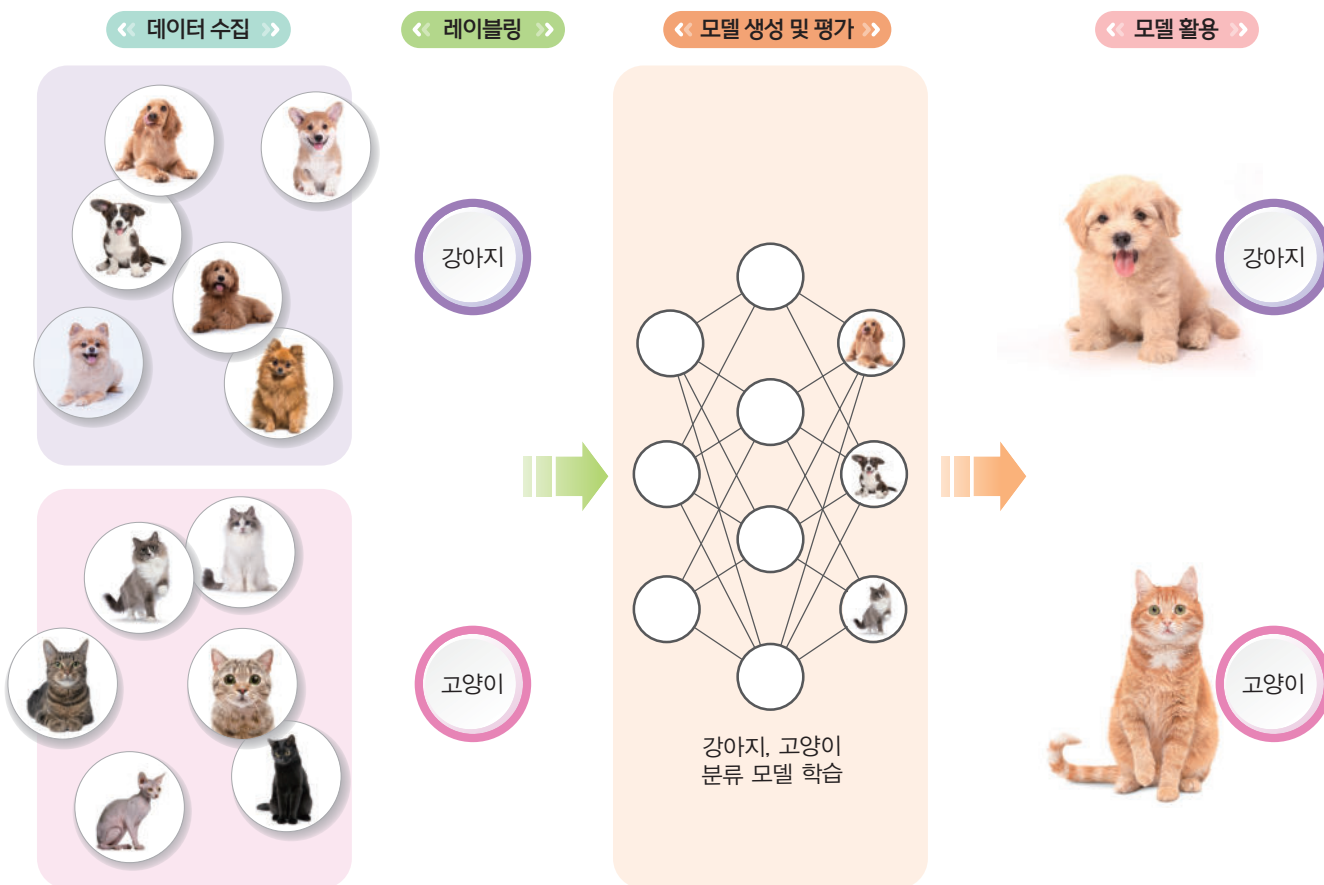 데이터 수집
레이블링
모델 생성 및 평가
모델 활용
강아지
강아지
고양이
고양이
강아지, 고양이
분류 모델 학습